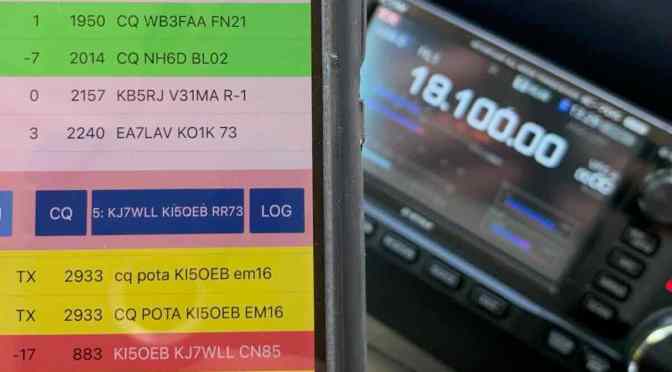 1 1950 CQ WB3FAA FN21
-7 2014 CQ NH6D BL02
0 2157 KB5RJ V31MA R-1
3 2240 EA7LAV KO1K 73
CQ 5: KJ7WLL KI5OEB RR73 LOG
TX 2933 cq pota KI5OEB em16
TX 2933 CQ POTA KI5OEB EM16
-17 883 KI5OEB KJ7WLL CN85
18.100.00